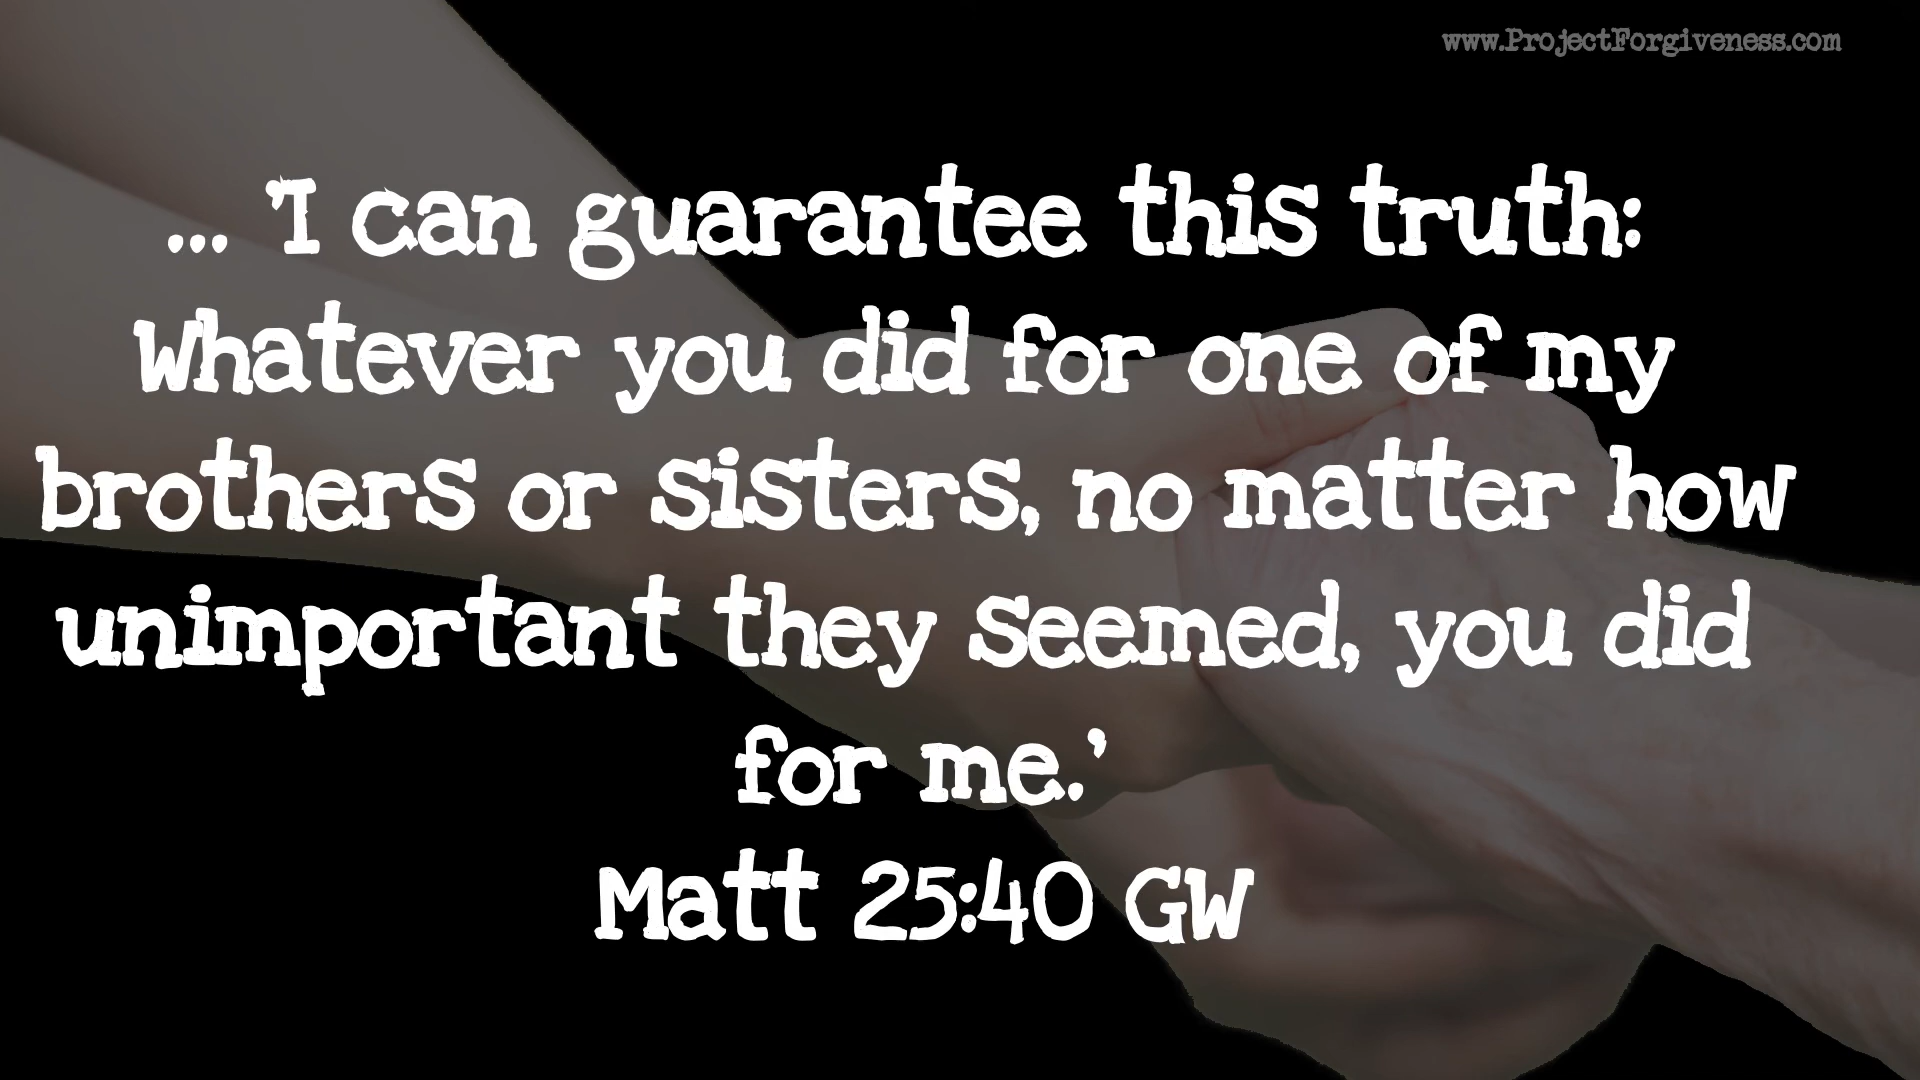 www.ProjectForgiveness.com
... 'I can guarantee this truth:
Whatever you did for one of my
brothers or sisters, no matter how
unimportant they seemed, you did
for me.'
Matt 25:40 GW